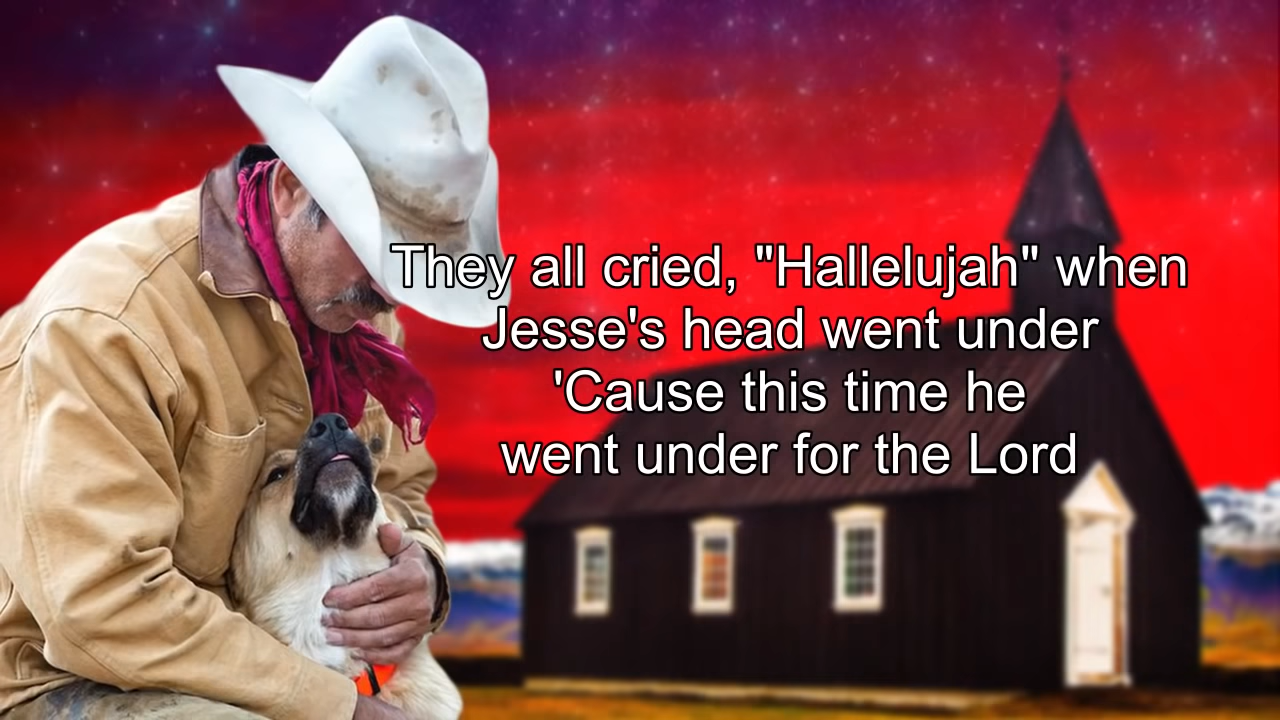 They all cried, "Hallelujah" when
Jesse's head went under
'Cause this time he
went under for the Lord